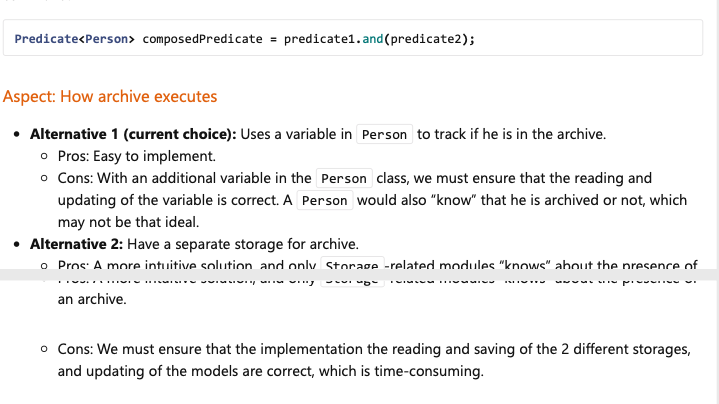 Predicate<Person> composedPredicate = predicate1.and(predicate2);
Aspect: How archive executes
• Alternative 1 (current choice): Uses a variable in Person to track if he is in the archive.
○ Pros: Easy to implement.
○ Cons: With an additional variable in the Person class, we must ensure that the reading and
updating of the variable is correct. A Person would also “know” that he is archived or not, which
may not be that ideal.
• Alternative 2: Have a separate storage for archive.
○ Pros: A more intuitive solution, and only Storage -related modules “knows” about the presence of
an archive.
○ Cons: We must ensure that the implementation the reading and saving of the 2 different storages,
and updating of the models are correct, which is time-consuming.